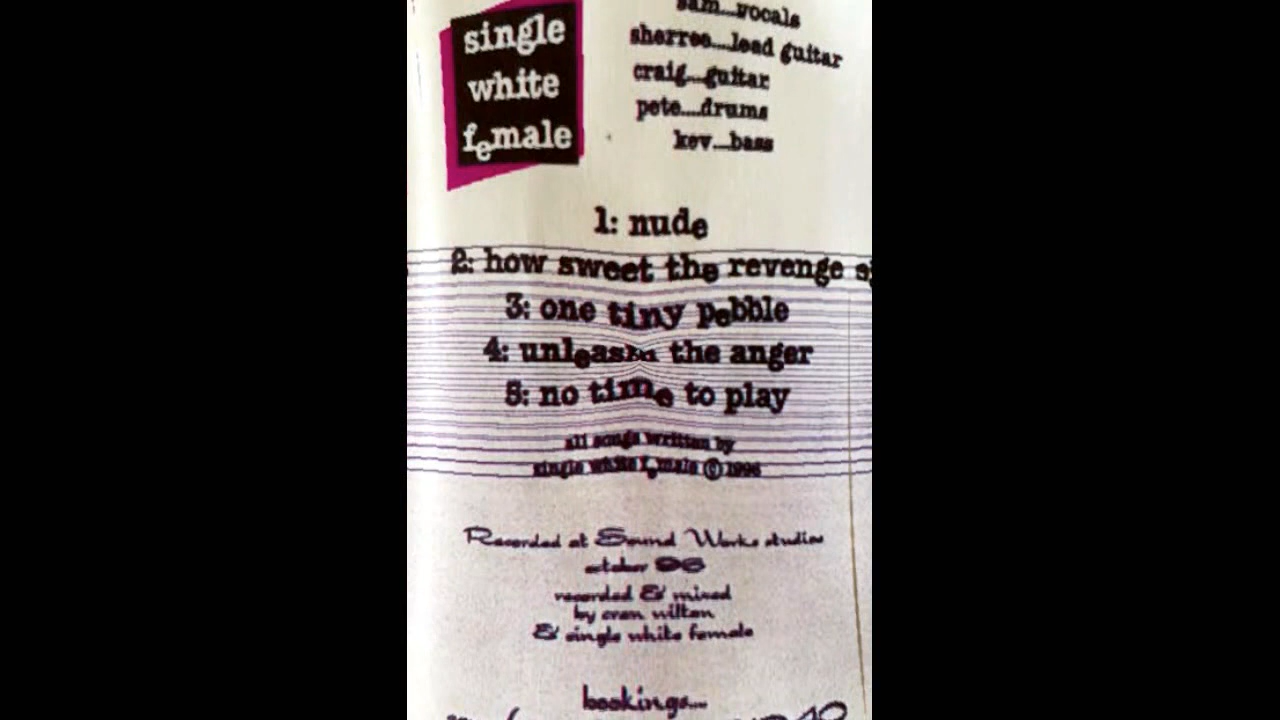 single
white
female
sam....vocals
sherree....lead guitar
craig....guitar
pete....drums
kev....bass
1: nude
2: how sweet the revenge
3: one tiny pebble
4: unleash the anger
5: no time to play
all songs written by
single white female © 1996
Recorded at Sound Works studios
october 96
recorded & mixed
by wilton
& single white female
bookings....